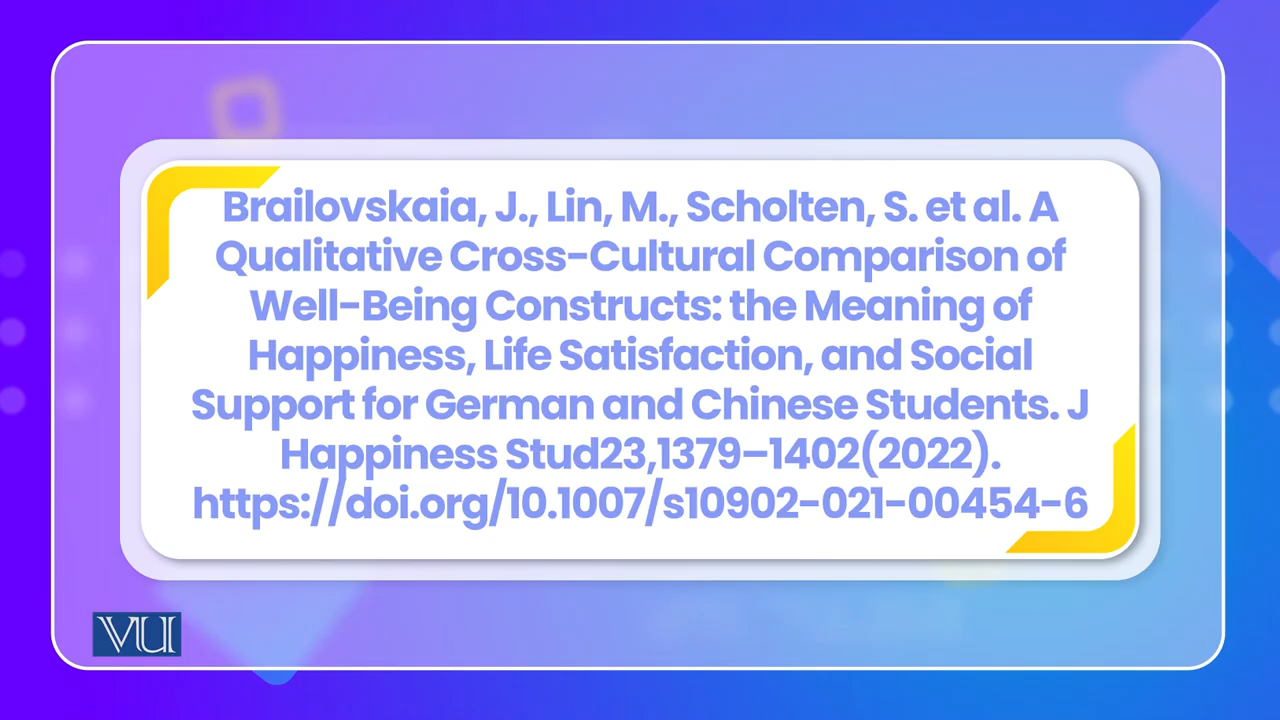 Brailovskaia, J., Lin, M., Scholten, S. et al. A
Qualitative Cross-Cultural Comparison of
Well-Being Constructs: the Meaning of
Happiness, Life Satisfaction, and Social
Support for German and Chinese Students. J
Happiness Stud23,1379–1402(2022).
https://doi.org/10.1007/s10902-021-00454-6
VU